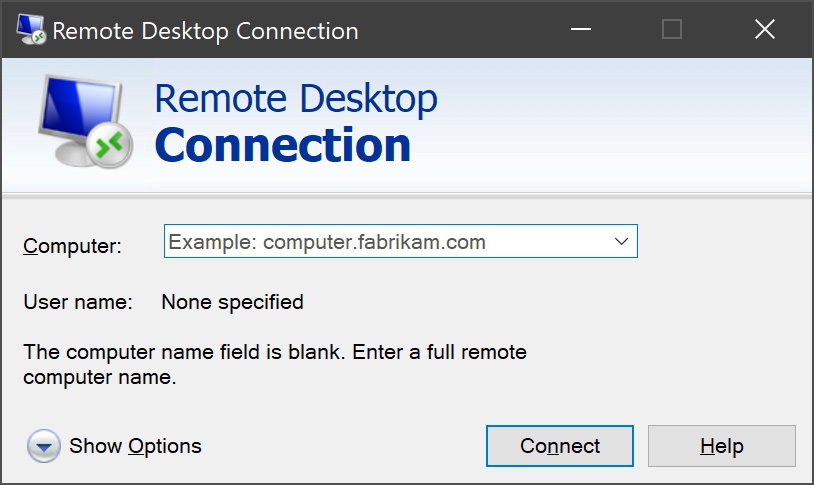 Remote Desktop Connection
Remote Desktop
Connection
Computer: Example: computer.fabrikam.com
User name: None specified
The computer name field is blank. Enter a full remote
computer name.
Show Options Connect Help